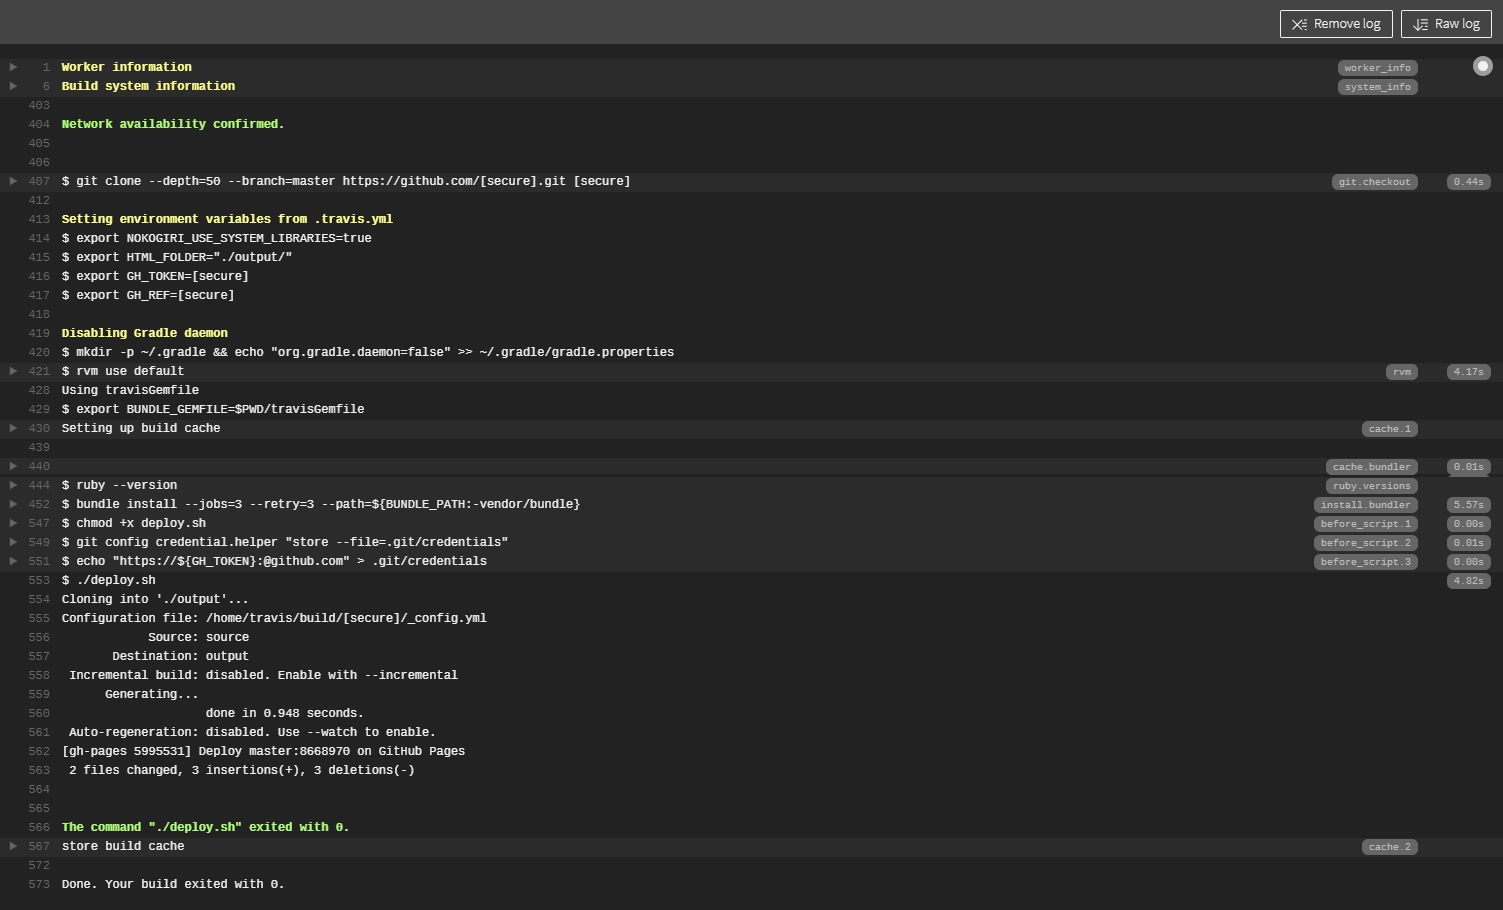 Remove log Raw log
1 Worker information worker_info
6 Build system information system_info
403
404 Network availability confirmed.
405
406
407 $ git clone --depth=50 --branch=master https://github.com/[secure].git [secure] git.checkout 0.44s
412
413 Setting environment variables from .travis.yml
414 $ export NOKOGIRI_USE_SYSTEM_LIBRARIES=true
415 $ export HTML_FOLDER="./output/"
416 $ export GH_TOKEN=[secure]
417 $ export GH_REF=[secure]
418
419 Disabling Gradle daemon
420 $ mkdir -p ~/.gradle && echo "org.gradle.daemon=false" >> ~/.gradle/gradle.properties
421 $ rvm use default rvm 4.17s
428 Using travisGemfile
429 $ export BUNDLE_GEMFILE=$PWD/travisGemfile
430 Setting up build cache cache.1
439
440 cache.bundler 0.01s
444 $ ruby --version ruby.versions
452 $ bundle install --jobs=3 --retry=3 --path=${BUNDLE_PATH:-vendor/bundle} install.bundler 5.57s
547 $ chmod +x deploy.sh before_script.1 0.00s
549 $ git config credential.helper "store --file=.git/credentials" before_script.2 0.01s
551 $ echo "https://${GH_TOKEN}:@github.com" > .git/credentials before_script.3 0.00s
553 $ ./deploy.sh 4.82s
554 Cloning into './output'...
555 Configuration file: /home/travis/build/[secure]/_config.yml
556 Source: source
557 Destination: output
558 Incremental build: disabled. Enable with --incremental
559 Generating...
560 done in 0.948 seconds.
561 Auto-regeneration: disabled. Use --watch to enable.
562 [gh-pages 5995531] Deploy master:8668970 on GitHub Pages
563 2 files changed, 3 insertions(+), 3 deletions(-)
564
565
566 The command "./deploy.sh" exited with 0.
567 store build cache cache.2
572
573 Done. Your build exited with 0.